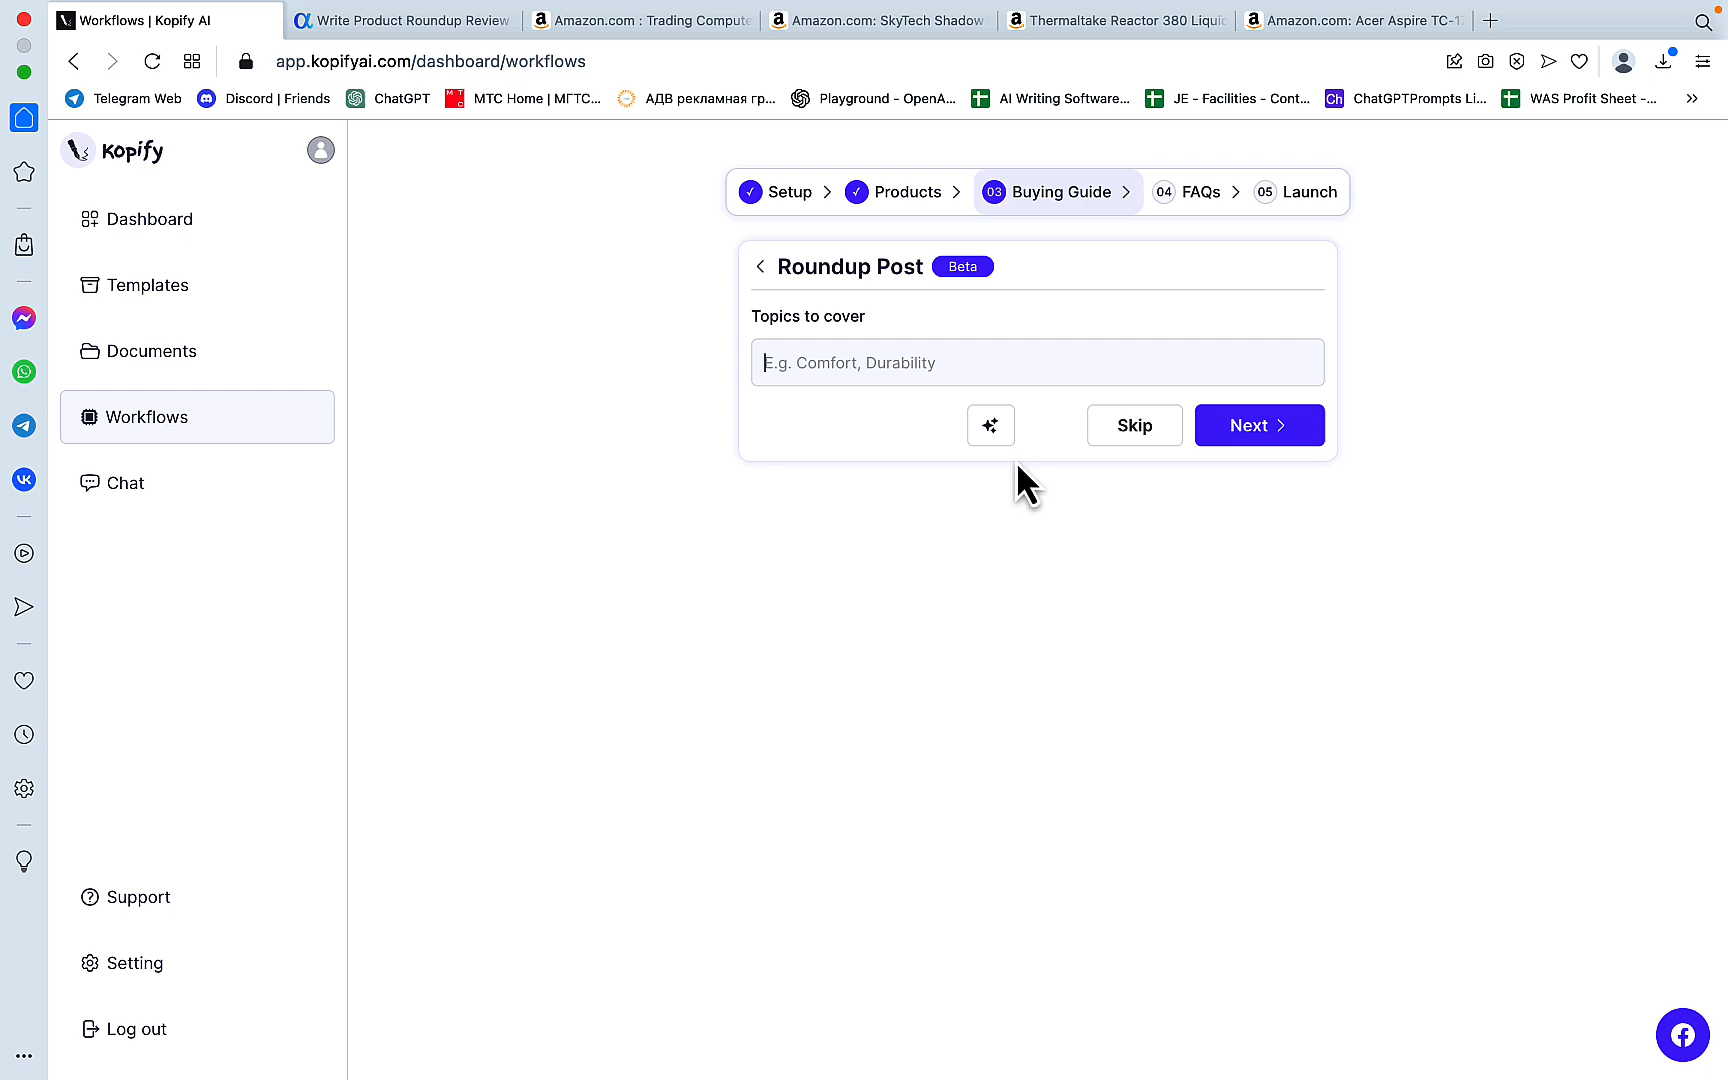 Workflows | Kopify AI
Write Product Roundup Review
Amazon.com : Trading Compute
Amazon.com: SkyTech Shadow
Thermaltake Reactor 380 Liquid
Amazon.com: Acer Aspire TC-17
app.kopifyai.com/dashboard/workflows
Telegram Web
Discord | Friends
ChatGPT
МТС Home | МГТС...
АДВ рекламная гр...
Playground - OpenA...
AI Writing Software...
JE - Facilities - Cont...
Ch
ChatGPTPrompts Li...
WAS Profit Sheet -...
Kopify
Setup
Products
03 Buying Guide
04 FAQs
05 Launch
Dashboard
Templates
Documents
Workflows
Chat
Roundup Post Beta
Topics to cover
E.g. Comfort, Durability
Skip
Next
Support
Setting
Log out